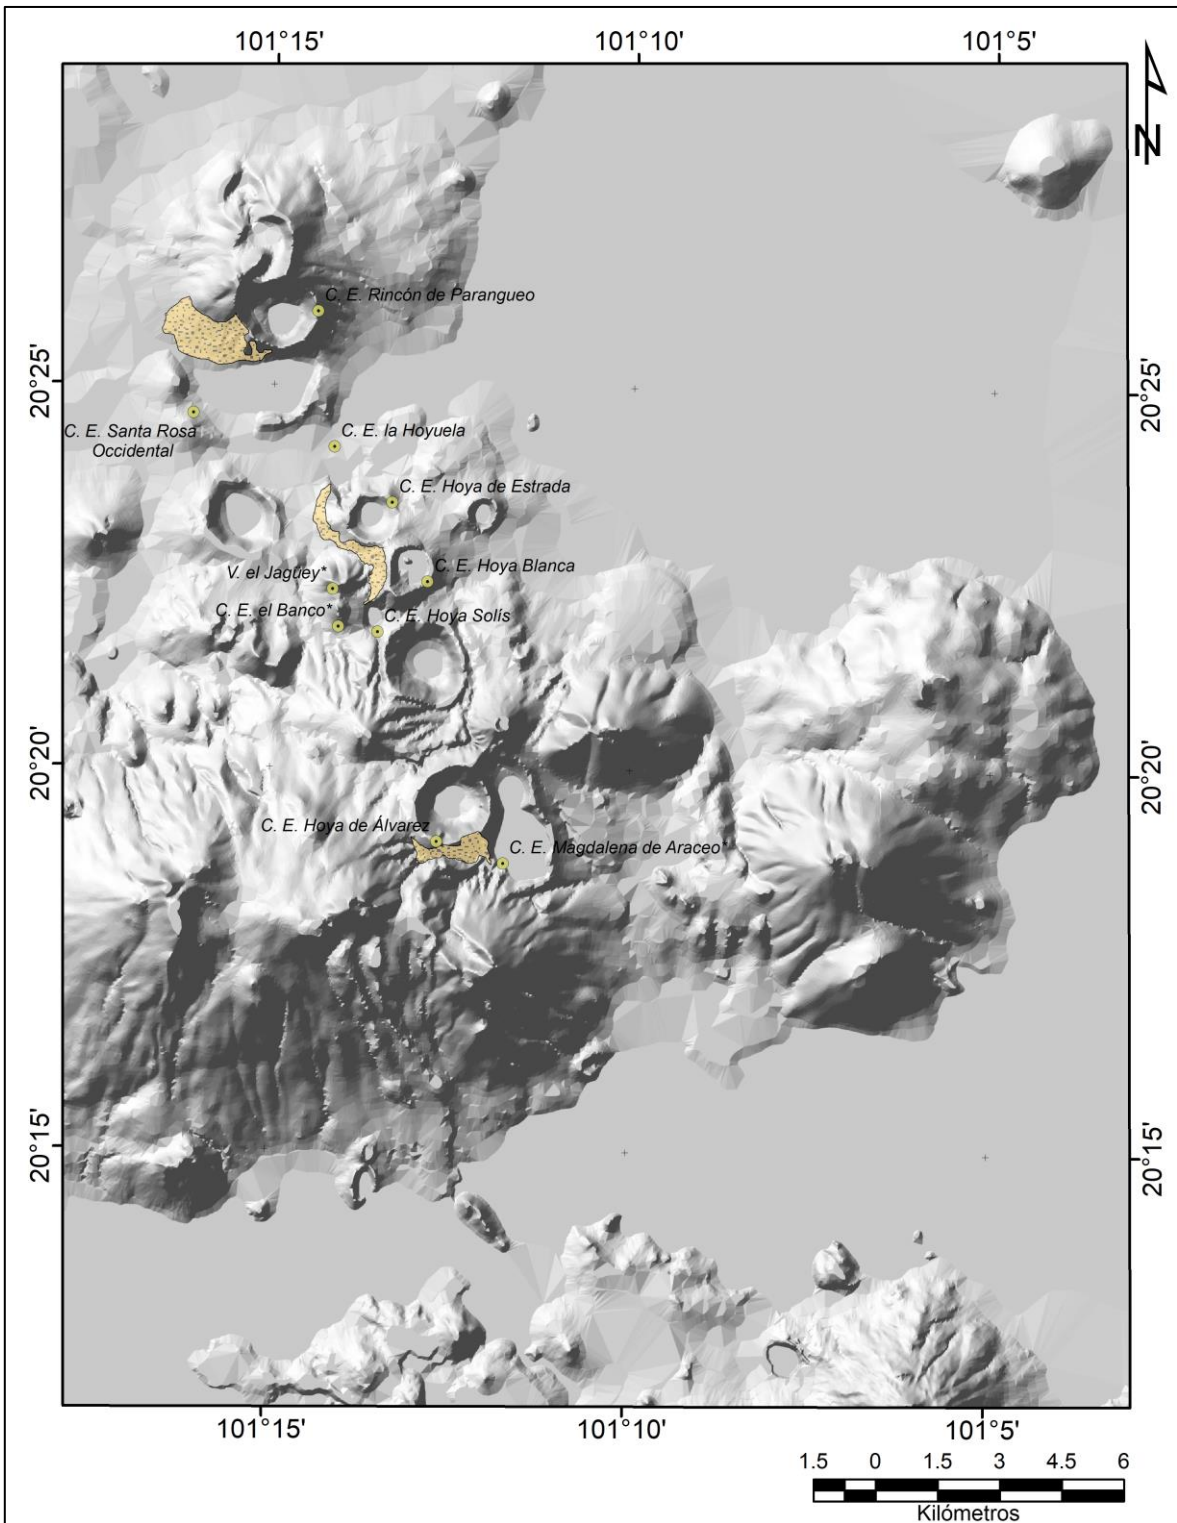 101°15'
101°10'
101°5'
N
C. E. Rincón de Parangueo
20°25'
20°25'
C. E. Santa Rosa
Occidental
C. E. la Hoyuela
C. E. Hoya de Estrada
V. el Jagüey*
C. E. Hoya Blanca
C. E. el Banco*
C. E. Hoya Solís
20°20'
20°20'
C. E. Hoya de Álvarez
C. E. Magdalena de Araceo*
20°15'
20°15'
101°15'
101°10'
101°5'
1.5 0 1.5 3 4.5 6
Kilómetros